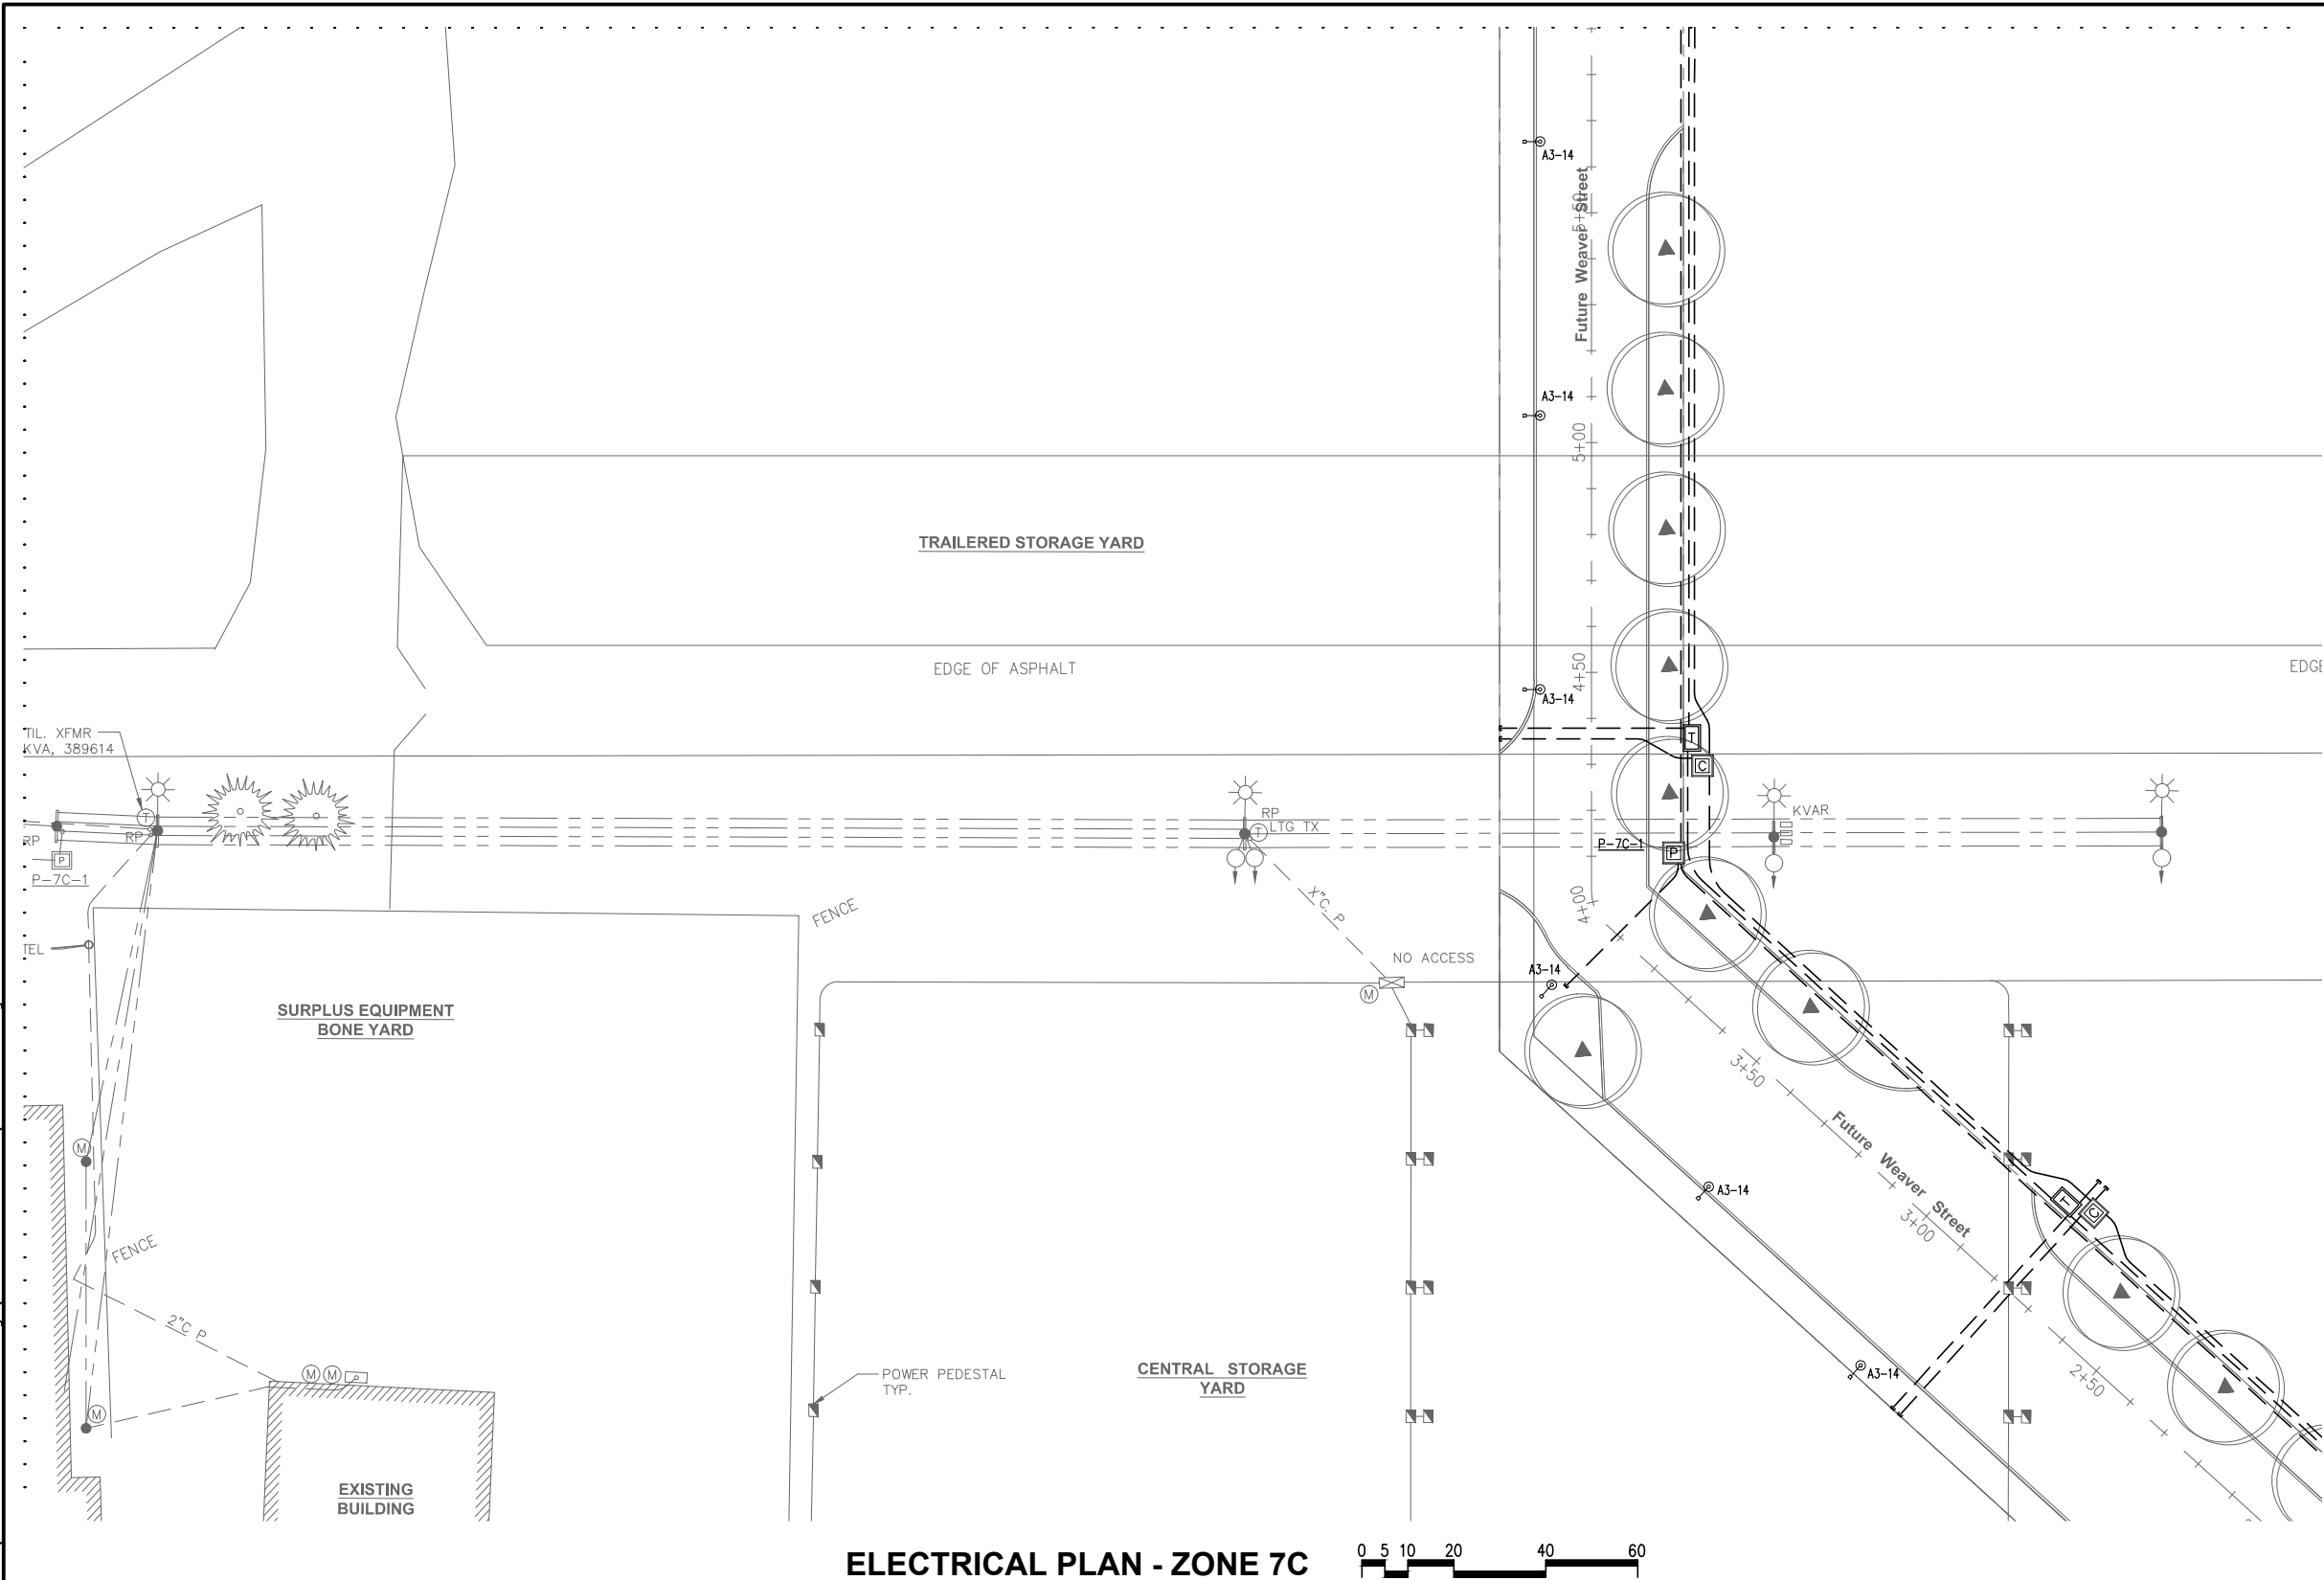 A3-14
Future Weaver Street
5+50
A3-14
5+00
TRAILERED STORAGE YARD
EDGE OF ASPHALT
4+50
A3-14
TIL. XFMR
KVA, 389614
T
C
T
RP
RP
P
P-7C-1
RP
T
LTG TX
KVAR
P-7C-1
P
4+00
FENCE
X"C, P
TEL
NO ACCESS
M
A3-14
SURPLUS EQUIPMENT
BONE YARD
3+50
Future Weaver Street
3+00
M
A3-14
T
C
FENCE
2"C P
M M
M
POWER PEDESTAL
TYP.
CENTRAL STORAGE
YARD
A3-14
2+50
EXISTING
BUILDING
ELECTRICAL PLAN - ZONE 7C
0 5 10 20 40 60